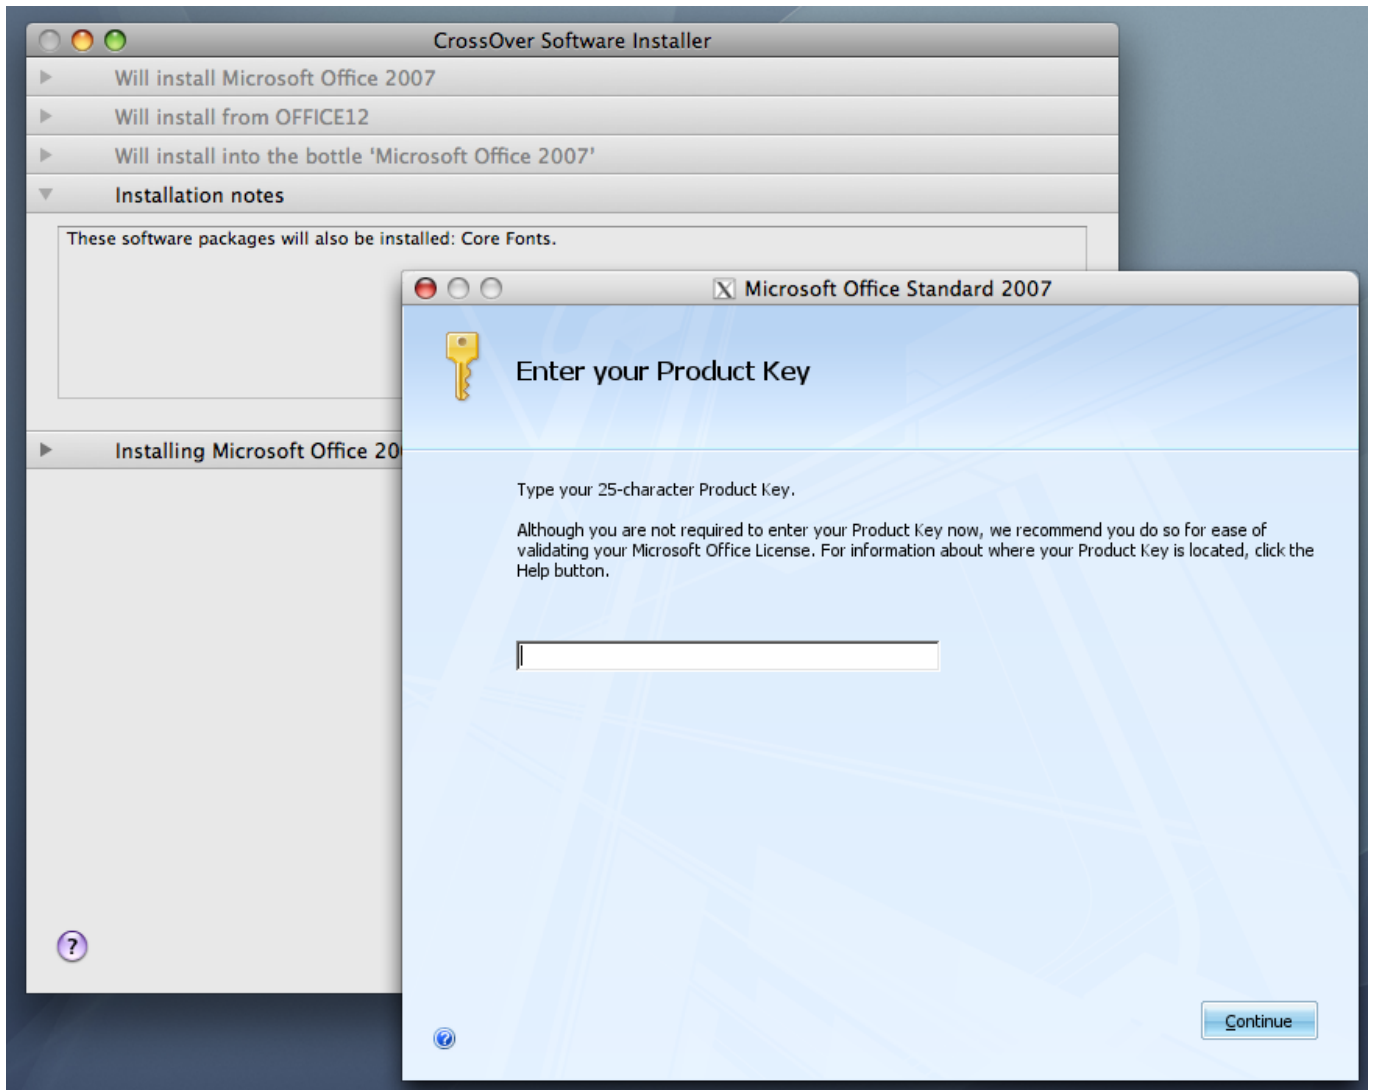 CrossOver Software Installer
Will install Microsoft Office 2007
Will install from OFFICE12
Will install into the bottle ‘Microsoft Office 2007’
Installation notes
These software packages will also be installed: Core Fonts.
Installing Microsoft Office 20
?
X Microsoft Office Standard 2007
Enter your Product Key
Type your 25-character Product Key.
Although you are not required to enter your Product Key now, we recommend you do so for ease of
validating your Microsoft Office License. For information about where your Product Key is located, click the
Help button.
?
Continue